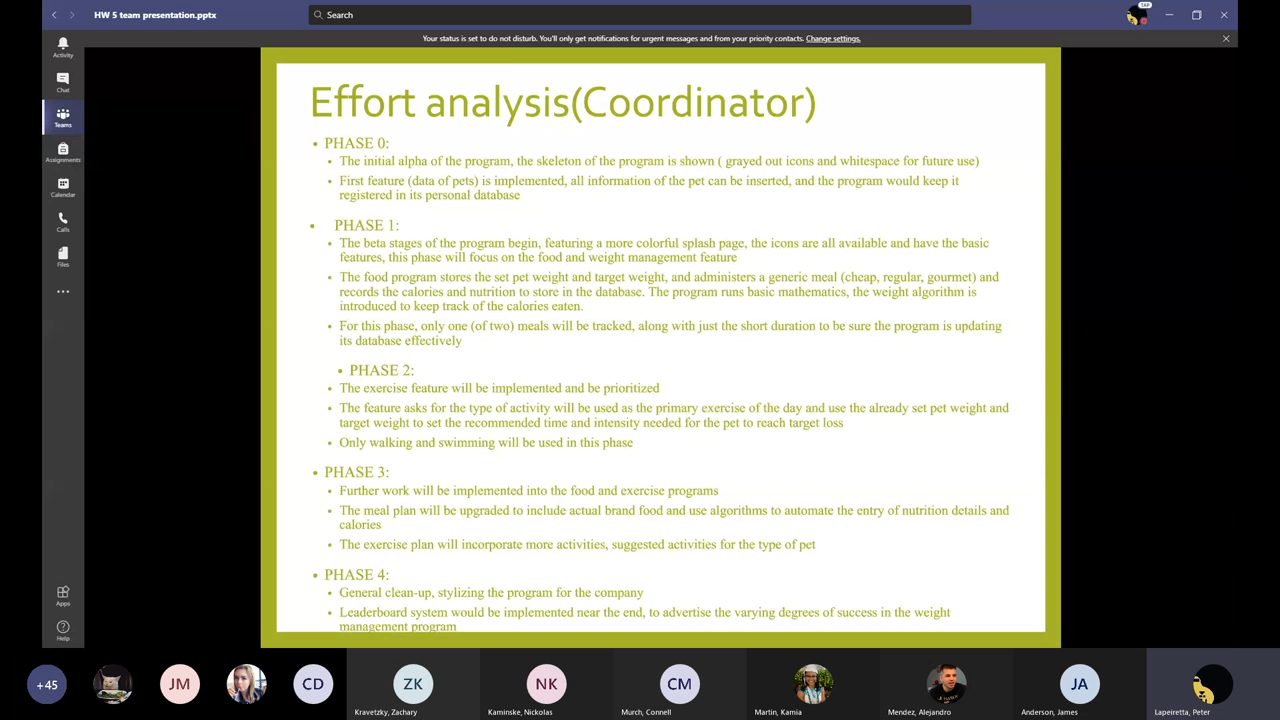 HW 5 team presentation.pptx
Search
TAP
Your status is set to do not disturb. You'll only get notifications for urgent messages and from your priority contacts. Change settings.
Activity
Chat
Teams
Assignments
Calendar
Calls
Files
Apps
Help
Effort analysis(Coordinator)
• PHASE 0:
• The initial alpha of the program, the skeleton of the program is shown ( grayed out icons and whitespace for future use)
• First feature (data of pets) is implemented, all information of the pet can be inserted, and the program would keep it
registered in its personal database
• PHASE 1:
• The beta stages of the program begin, featuring a more colorful splash page, the icons are all available and have the basic
features, this phase will focus on the food and weight management feature
• The food program stores the set pet weight and target weight, and administers a generic meal (cheap, regular, gourmet) and
records the calories and nutrition to store in the database. The program runs basic mathematics, the weight algorithm is
introduced to keep track of the calories eaten.
• For this phase, only one (of two) meals will be tracked, along with just the short duration to be sure the program is updating
its database effectively
• PHASE 2:
• The exercise feature will be implemented and be prioritized
• The feature asks for the type of activity will be used as the primary exercise of the day and use the already set pet weight and
target weight to set the recommended time and intensity needed for the pet to reach target loss
• Only walking and swimming will be used in this phase
• PHASE 3:
• Further work will be implemented into the food and exercise programs
• The meal plan will be upgraded to include actual brand food and use algorithms to automate the entry of nutrition details and
calories
• The exercise plan will incorporate more activities, suggested activities for the type of pet
• PHASE 4:
• General clean-up, stylizing the program for the company
• Leaderboard system would be implemented near the end, to advertise the varying degrees of success in the weight
management program
+45
JM
CD
ZK
Kravetzky, Zachary
NK
Kaminske, Nickolas
CM
Murch, Connell
Martin, Kamia
Mendez, Alejandro
JA
Anderson, James
Lapeiretta, Peter